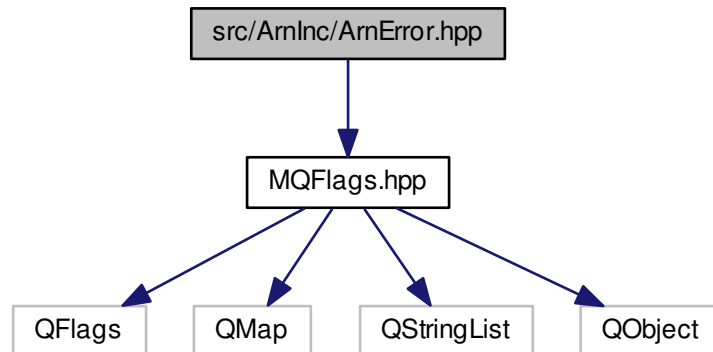 src/ArnInc/ArnError.hpp
MQFlags.hpp
QFlags
QMap
QStringList
QObject